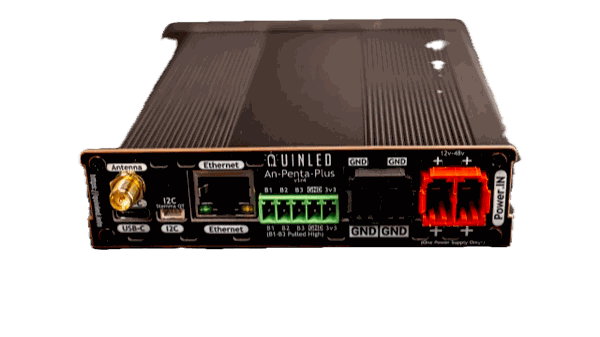 Antenna
USB-C
I2C
I2C
Ethernet
Ethernet
QUINLED
An-Penta-Plus
B1 B2 B3 3v3
B1 B2 B3 3v3
(B1-B3 Pulled High)
GND GND
GND GND
12v-48v
+ +
+ +
(One Power Supply Only!)
Power.IN